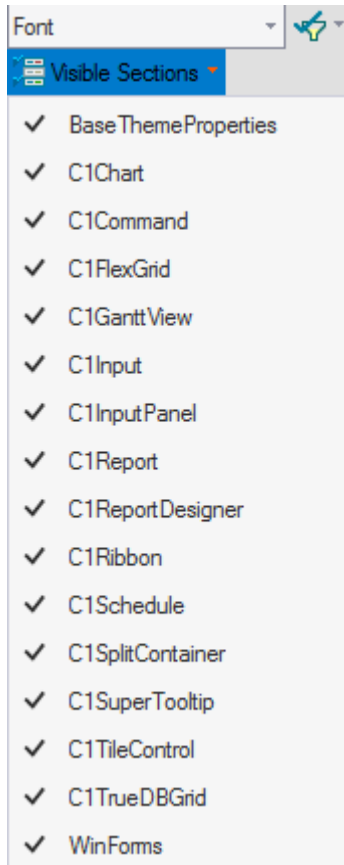 Font
Visible Sections
BaseThemeProperties
C1Chart
C1Command
C1FlexGrid
C1GanttView
C1Input
C1InputPanel
C1Report
C1ReportDesigner
C1Ribbon
C1Schedule
C1SplitContainer
C1SuperTooltip
C1TileControl
C1TrueDBGrid
WinForms